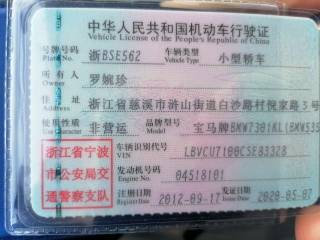 中华人民共和国机动车行驶证
Vehicle License of the People's Republic of China
号牌号码 浙BSE562 车辆类型 小型轿车
Plate No. Vehicle Type
所有人 罗婉珍
Owner
住址 浙江省慈溪市浒山街道白沙路村倪家路3号
Address
使用性质 非营运 品牌型号 宝马牌BMW7301KL(BMW535
Use Character Model
浙江省宁波 车辆识别代号 LBVCU7100CSE83328
VIN
市公安局交 发动机号码 04518101
Engine No.
通警察支队 注册日期 2012-09-17 发证日期 2020-05-07
Register Date Issue Date